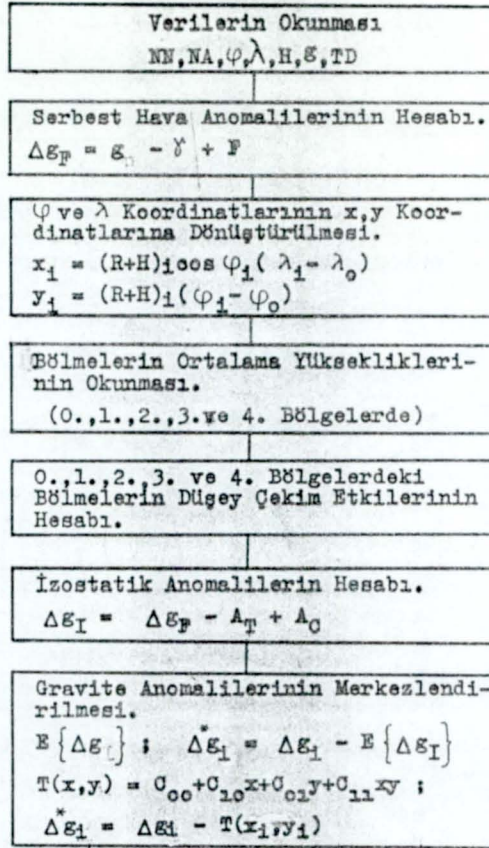 Verilerin Okunması
NN,NA,φ,λ,H,g,TD
Serbest Hava Anomalilerinin Hesabı.
Δg_F = g - γ + F
φ ve λ Koordinatlarının x,y Koor-
dinatlarına Dönüştürülmesi.
x_i = (R+H)_i cos φ_i( λ_i- λ_o)
y_i = (R+H)_i(φ_i- φ_o)
Bölmelerin Ortalama Yükseklikleri-
nin Okunması.
(0.,1.,2.,3.ve 4. Bölgelerde)
0.,1.,2.,3. ve 4. Bölgelerdeki
Bölmelerin Düşey Çekim Etkilerinin
Hesabı.
İzostatik Anomalilerin Hesabı.
Δg_I = Δg_F - A_T + A_C
Gravite Anomalilerinin Merkezlendi-
rilmesi.
E {Δg_I} ; Δ*g_i = Δg_i - E {Δg_I}
T(x,y) = C_oo+C_1o x+C_o1 y+C_11 xy ;
Δ*g_i = Δg_i - T(x_i,y_i)